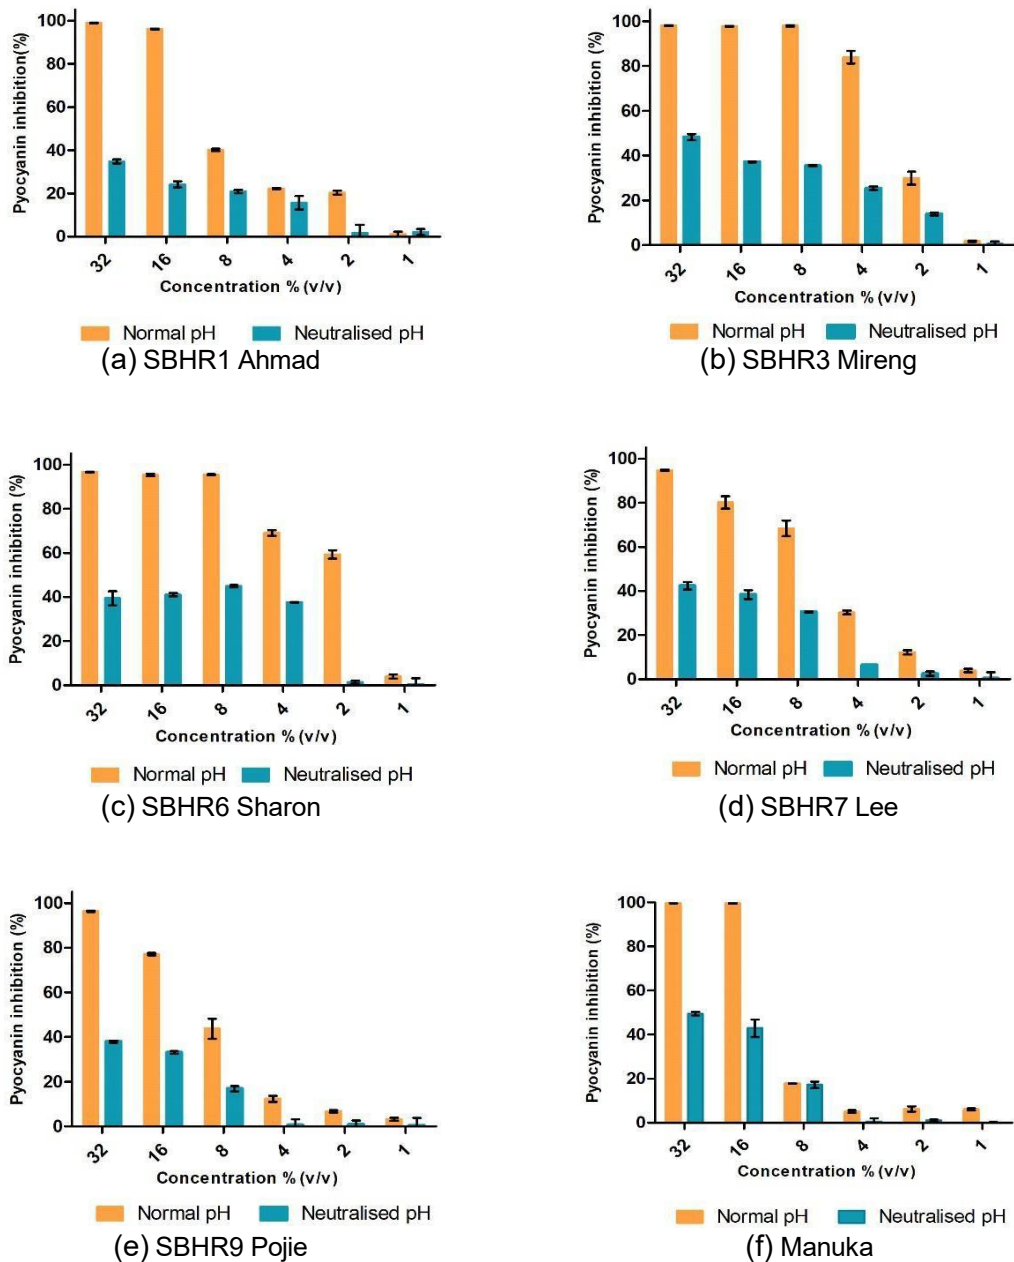 Pyocyanin inhibition(%)
100
80
60
40
20
0
32 16 8 4 2 1
Concentration % (v/v)
Normal pH Neutralised pH
(a) SBHR1 Ahmad
Pyocyanin inhibition (%)
100
80
60
40
20
0
32 16 8 4 2 1
Concentration % (v/v)
Normal pH Neutralised pH
(b) SBHR3 Mireng
Pyocyanin inhibition (%)
100
80
60
40
20
0
32 16 8 4 2 1
Concentration % (v/v)
Normal pH Neutralised pH
(c) SBHR6 Sharon
Pyocyanin inhibition (%)
100
80
60
40
20
0
32 16 8 4 2 1
Concentration % (v/v)
Normal pH Neutralised pH
(d) SBHR7 Lee
Pyocyanin inhibition (%)
100
80
60
40
20
0
32 16 8 4 2 1
Concentration % (v/v)
Normal pH Neutralised pH
(e) SBHR9 Pojie
Pyocyanin inhibition (%)
100
80
60
40
20
0
32 16 8 4 2 1
Concentration % (v/v)
Normal pH Neutralised pH
(f) Manuka